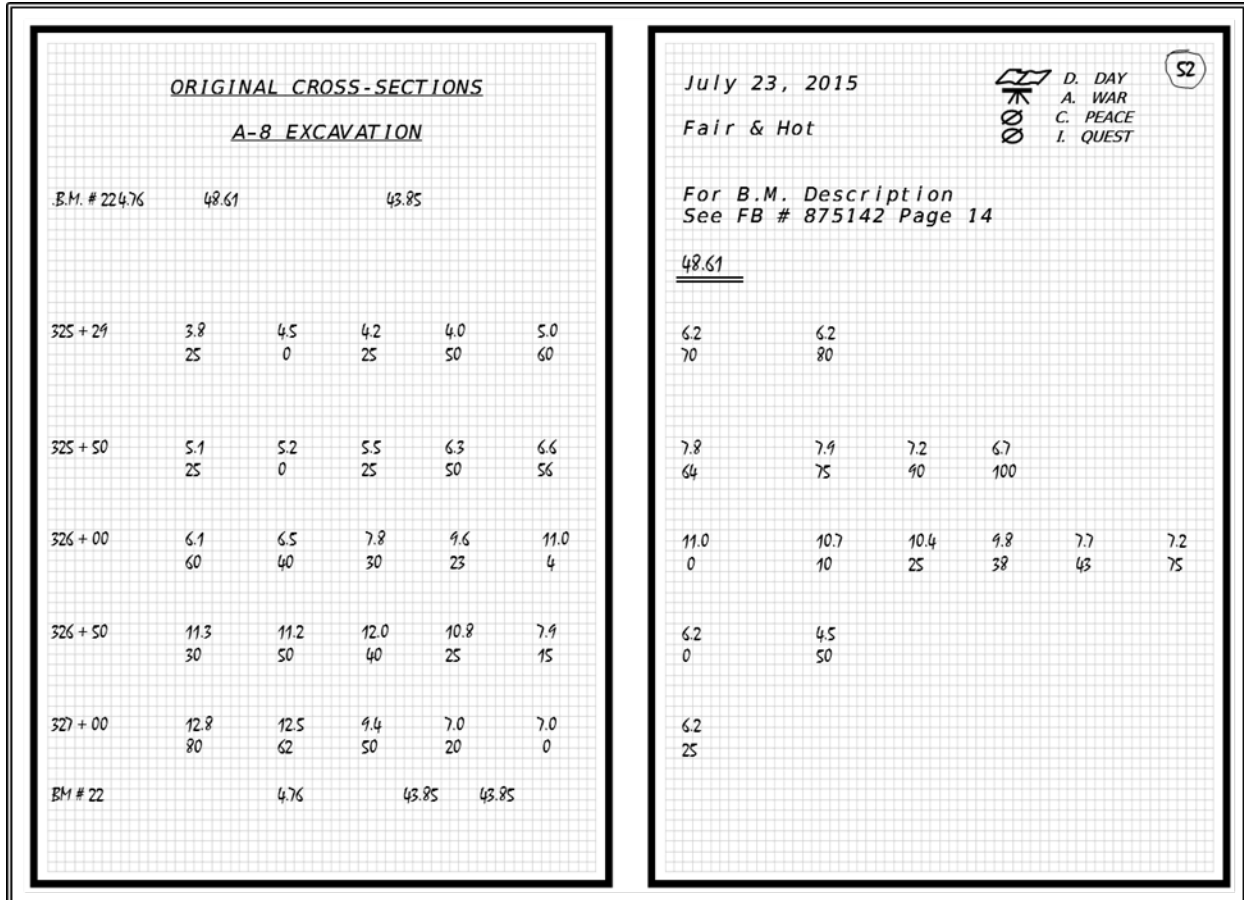 ORIGINAL CROSS-SECTIONS
A-8 EXCAVATION
B.M. # 22 4.76 48.61 43.85
325 + 29 3.8 4.5 4.2 4.0 5.0
25 0 25 50 60
325 + 50 5.1 5.2 5.5 6.3 6.6
25 0 25 50 56
326 + 00 6.1 6.5 7.8 9.6 11.0
60 40 30 23 4
326 + 50 11.3 11.2 12.0 10.8 7.9
30 50 40 25 15
327 + 00 12.8 12.5 9.4 7.0 7.0
80 62 50 20 0
BM # 22 4.76 43.85 43.85
52
July 23, 2015
Fair & Hot
D. DAY
A. WAR
C. PEACE
I. QUEST
For B.M. Description
See FB # 875142 Page 14
48.61
6.2 6.2
70 80
7.8 7.9 7.2 6.7
64 75 90 100
11.0 10.7 10.4 9.8 7.7 7.2
0 10 25 38 43 75
6.2 4.5
0 50
6.2
25